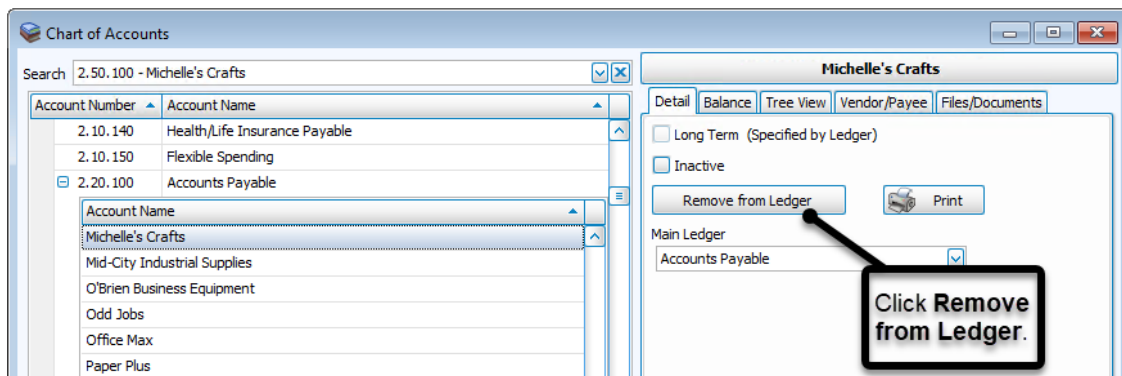 Chart of Accounts
Search 2.50.100 - Michelle's Crafts
Account Number Account Name
2.10.140 Health/Life Insurance Payable
2.10.150 Flexible Spending
2.20.100 Accounts Payable
Account Name
Michelle's Crafts
Mid-City Industrial Supplies
O'Brien Business Equipment
Odd Jobs
Office Max
Paper Plus
Michelle's Crafts
Detail Balance Tree View Vendor/Payee Files/Documents
Long Term (Specified by Ledger)
Inactive
Remove from Ledger Print
Main Ledger
Accounts Payable
Click Remove
from Ledger.